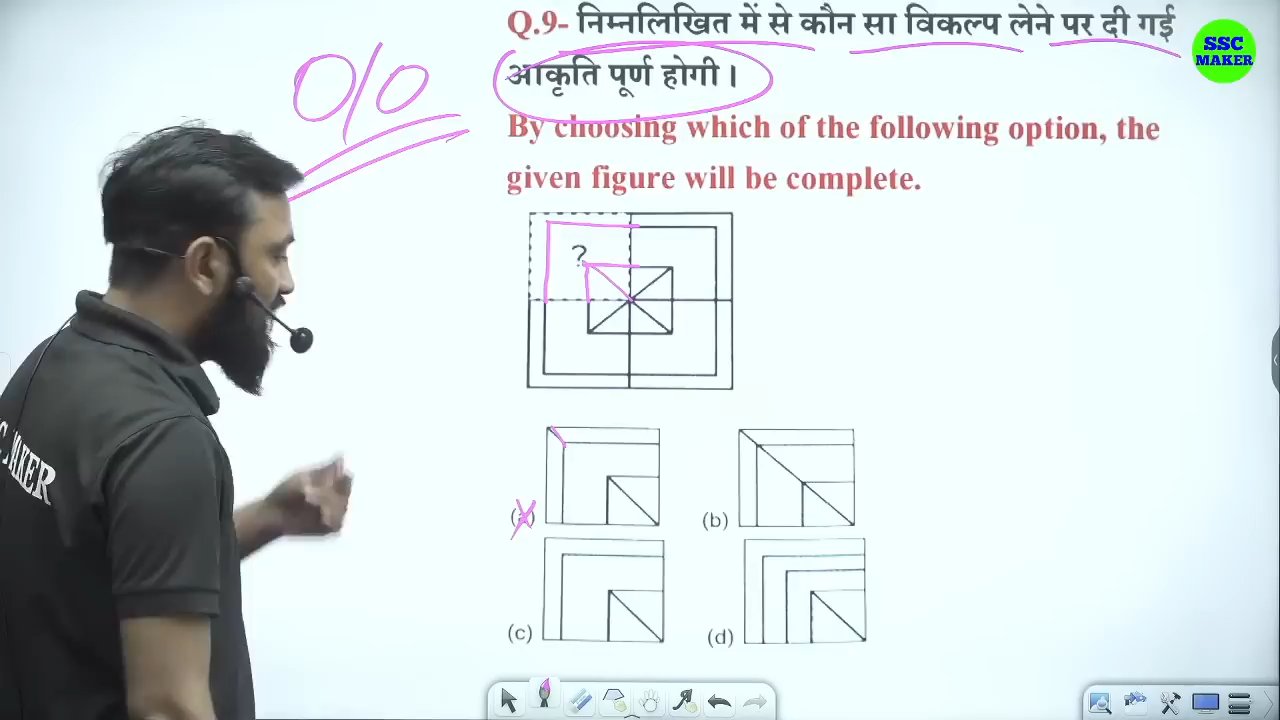 Q.9- निम्नलिखित में से कौन सा विकल्प लेने पर दी गई
आकृति पूर्ण होगी।
By choosing which of the following option, the
given figure will be complete.
SSC
MAKER
?
(a)
(b)
(c)
(d)
MAKER